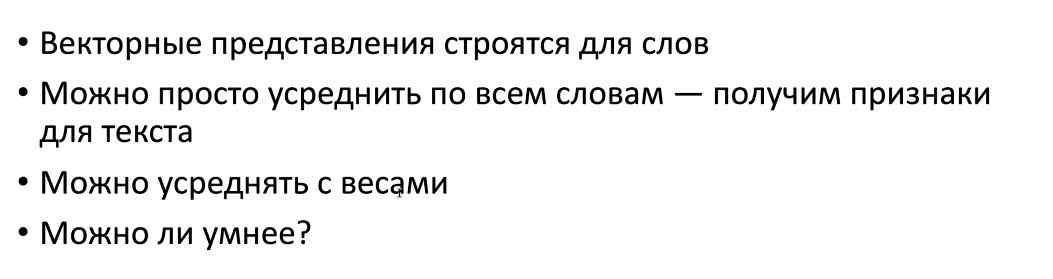 • Векторные представления строятся для слов
• Можно просто усреднить по всем словам — получим признаки
для текста
• Можно усреднять с весами
• Можно ли умнее?